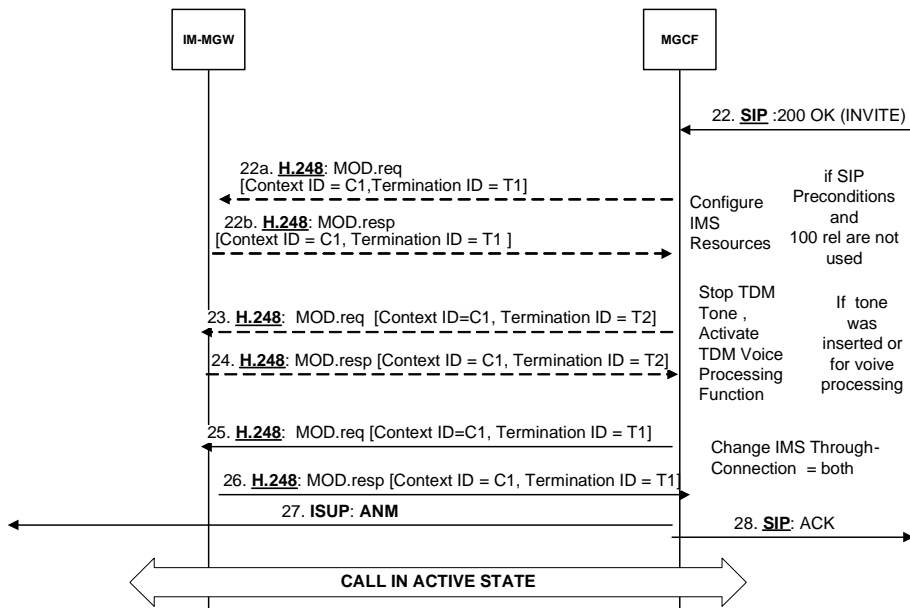 IM-MGW
MGCF
22. SIP :200 OK (INVITE)
22a. H.248: MOD.req
[Context ID = C1,Termination ID = T1]
22b. H.248: MOD.resp
[Context ID = C1, Termination ID = T1 ]
Configure
IMS
Resources
if SIP
Preconditions
and
100 rel are not
used
23. H.248:  MOD.req  [Context ID=C1, Termination ID = T2]
24. H.248: MOD.resp [Context ID = C1, Termination ID = T2]
Stop TDM
Tone ,
Activate
TDM Voice
Processing
Function
If tone
was
inserted or
for voive
processing
25. H.248:  MOD.req [Context ID=C1, Termination ID = T1]
26. H.248: MOD.resp [Context ID = C1, Termination ID = T1]
Change IMS Through-
Connection  = both
27. ISUP: ANM
28. SIP: ACK
CALL IN ACTIVE STATE